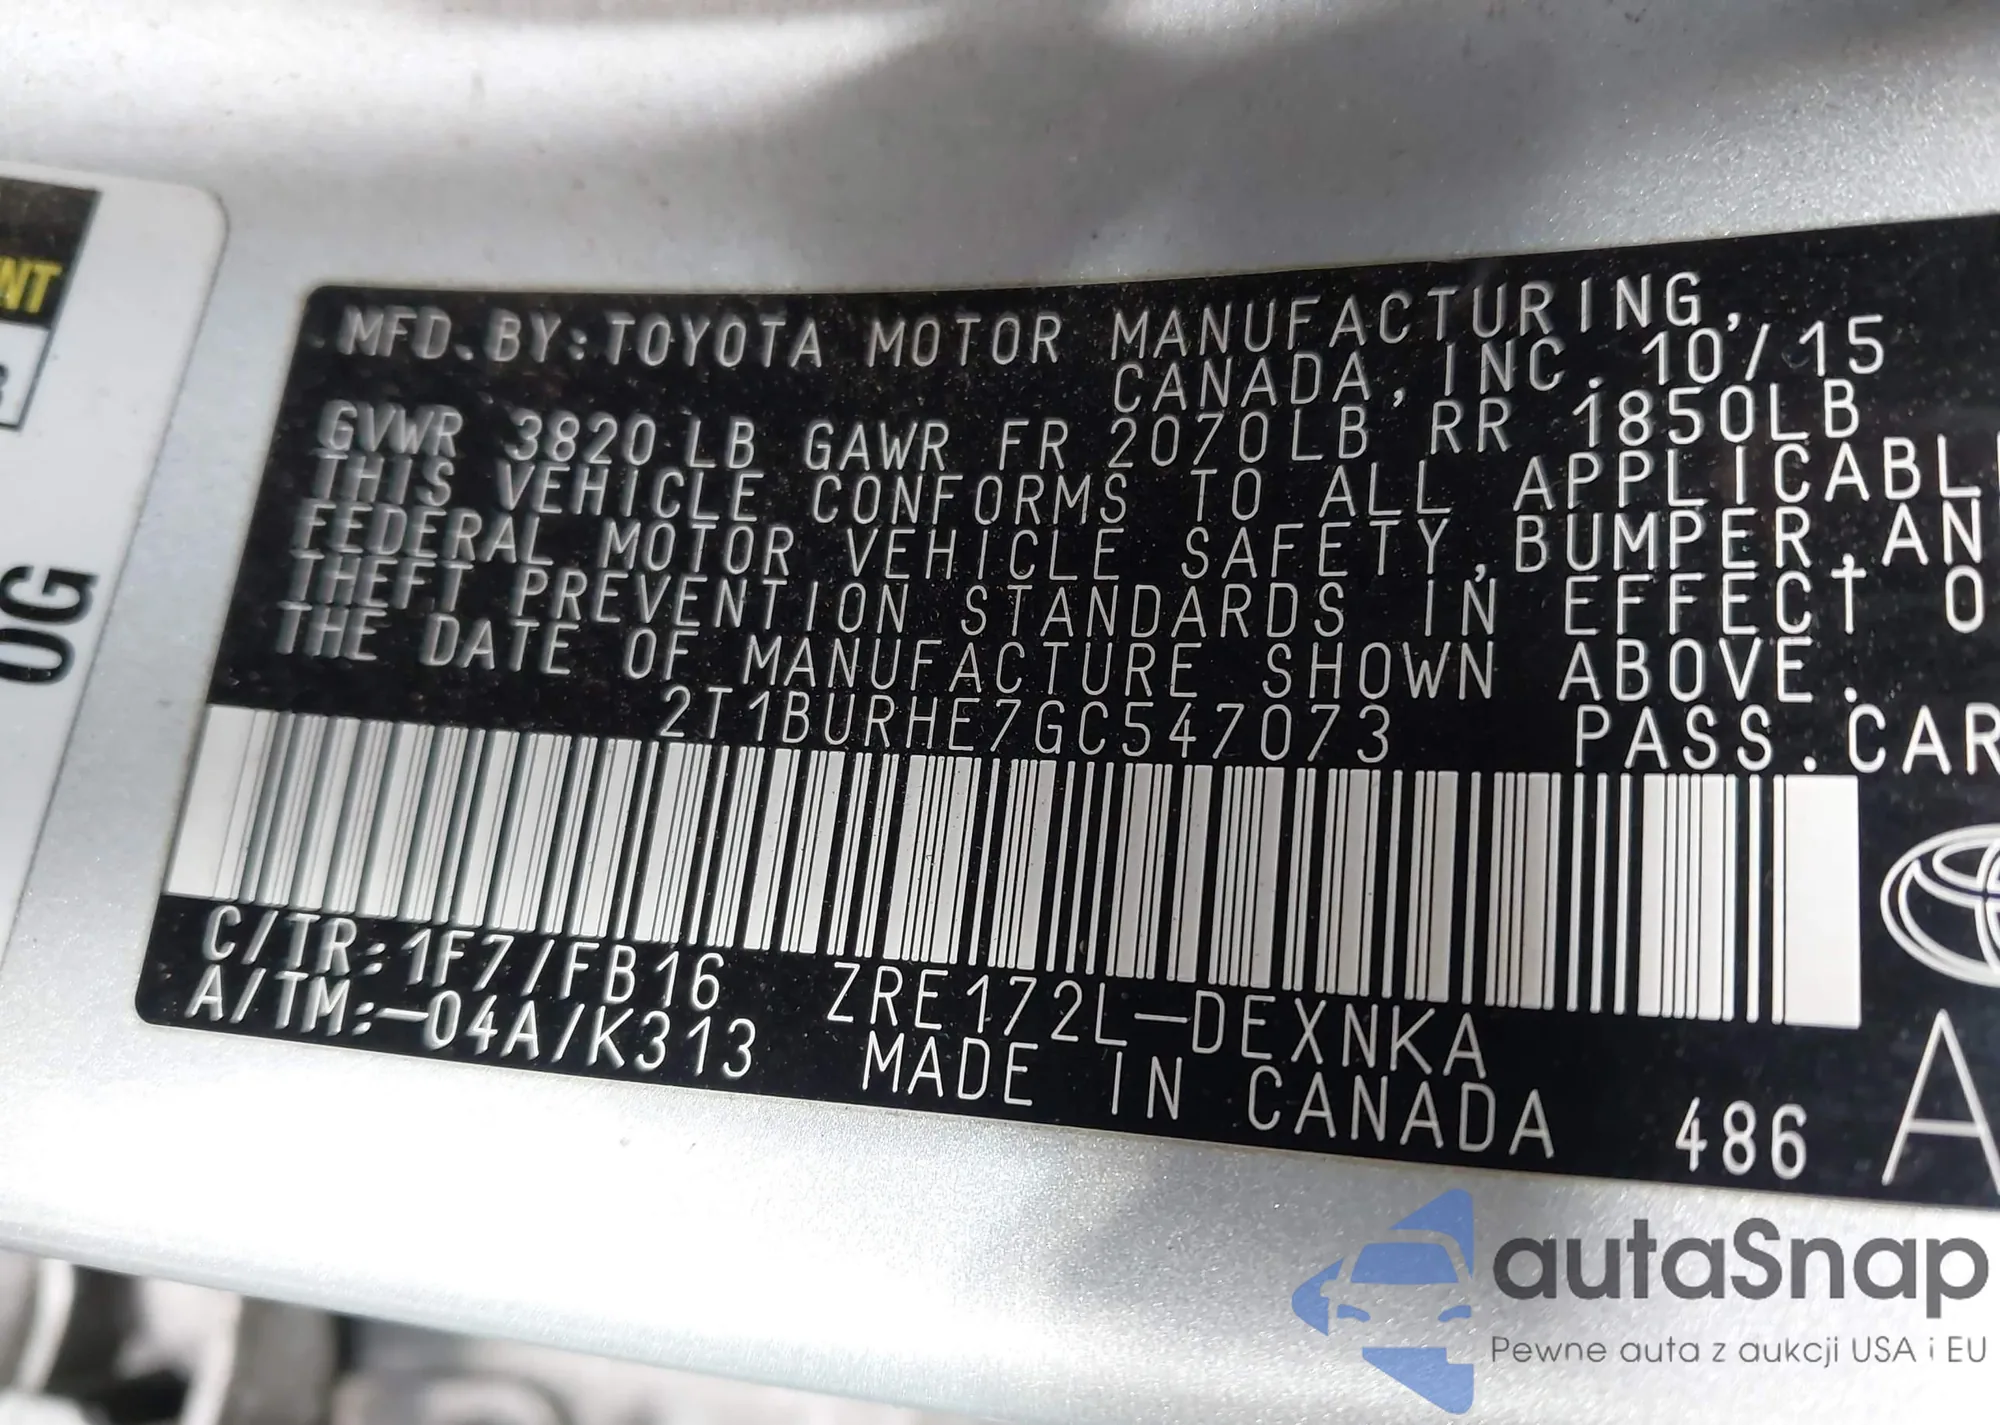 NT
OG
MFD.BY:TOYOTA MOTOR MANUFACTURING,
CANADA, INC. 10/15
GVWR 3820 LB GAWR FR 2070LB RR 1850LB
THIS VEHICLE CONFORMS TO ALL APPLICABL
FEDERAL MOTOR VEHICLE SAFETY, BUMPER, AN
THEFT PREVENTION STANDARDS IN EFFECT O
THE DATE OF MANUFACTURE SHOWN ABOVE.
2T1BURHE7GC547073 PASS.CAR
C/TR:1F7/FB16 ZRE172L-DEXNKA
A/TM:-04A/K313 MADE IN CANADA 486 A
autaSnap
Pewne auta z aukcji USA i EU